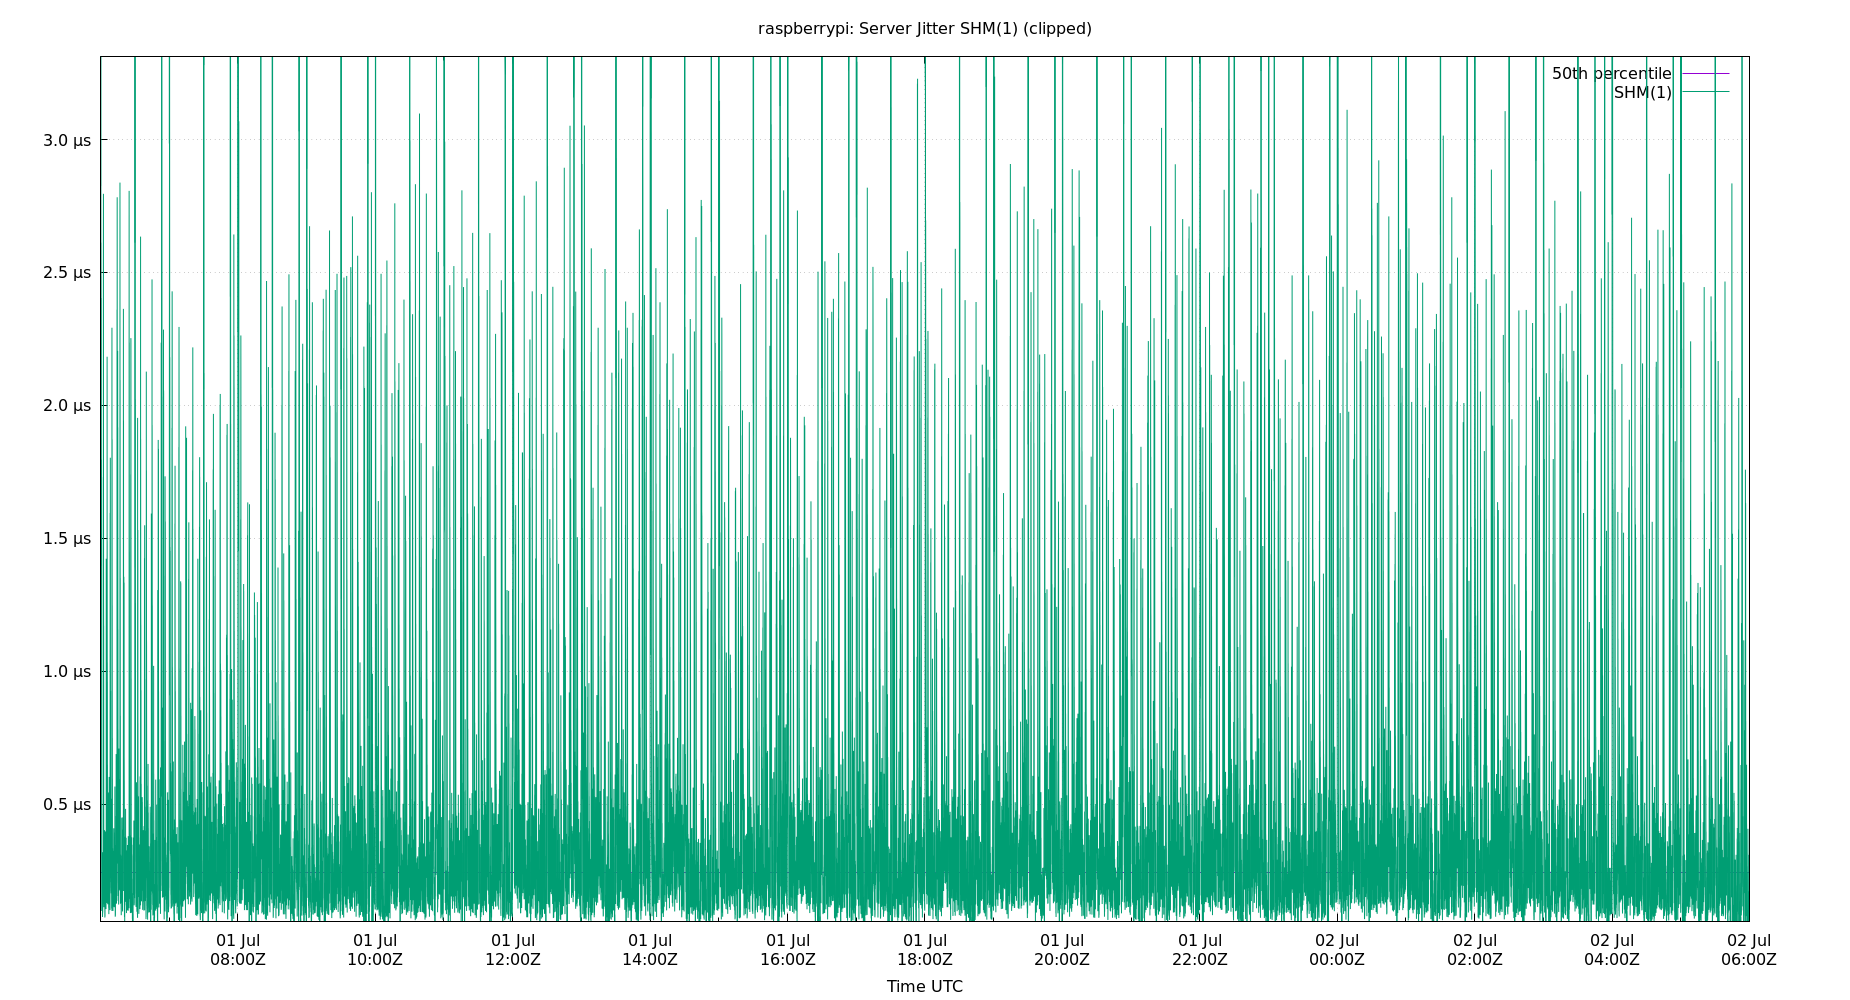 raspberrypi: Server Jitter SHM(1) (clipped)
50th percentile
SHM(1)
3.0 µs
2.5 µs
2.0 µs
1.5 µs
1.0 µs
0.5 µs
01 Jul 01 Jul 01 Jul 01 Jul 01 Jul 01 Jul 01 Jul 01 Jul 02 Jul 02 Jul 02 Jul 02 Jul
08:00Z 10:00Z 12:00Z 14:00Z 16:00Z 18:00Z 20:00Z 22:00Z 00:00Z 02:00Z 04:00Z 06:00Z
Time UTC